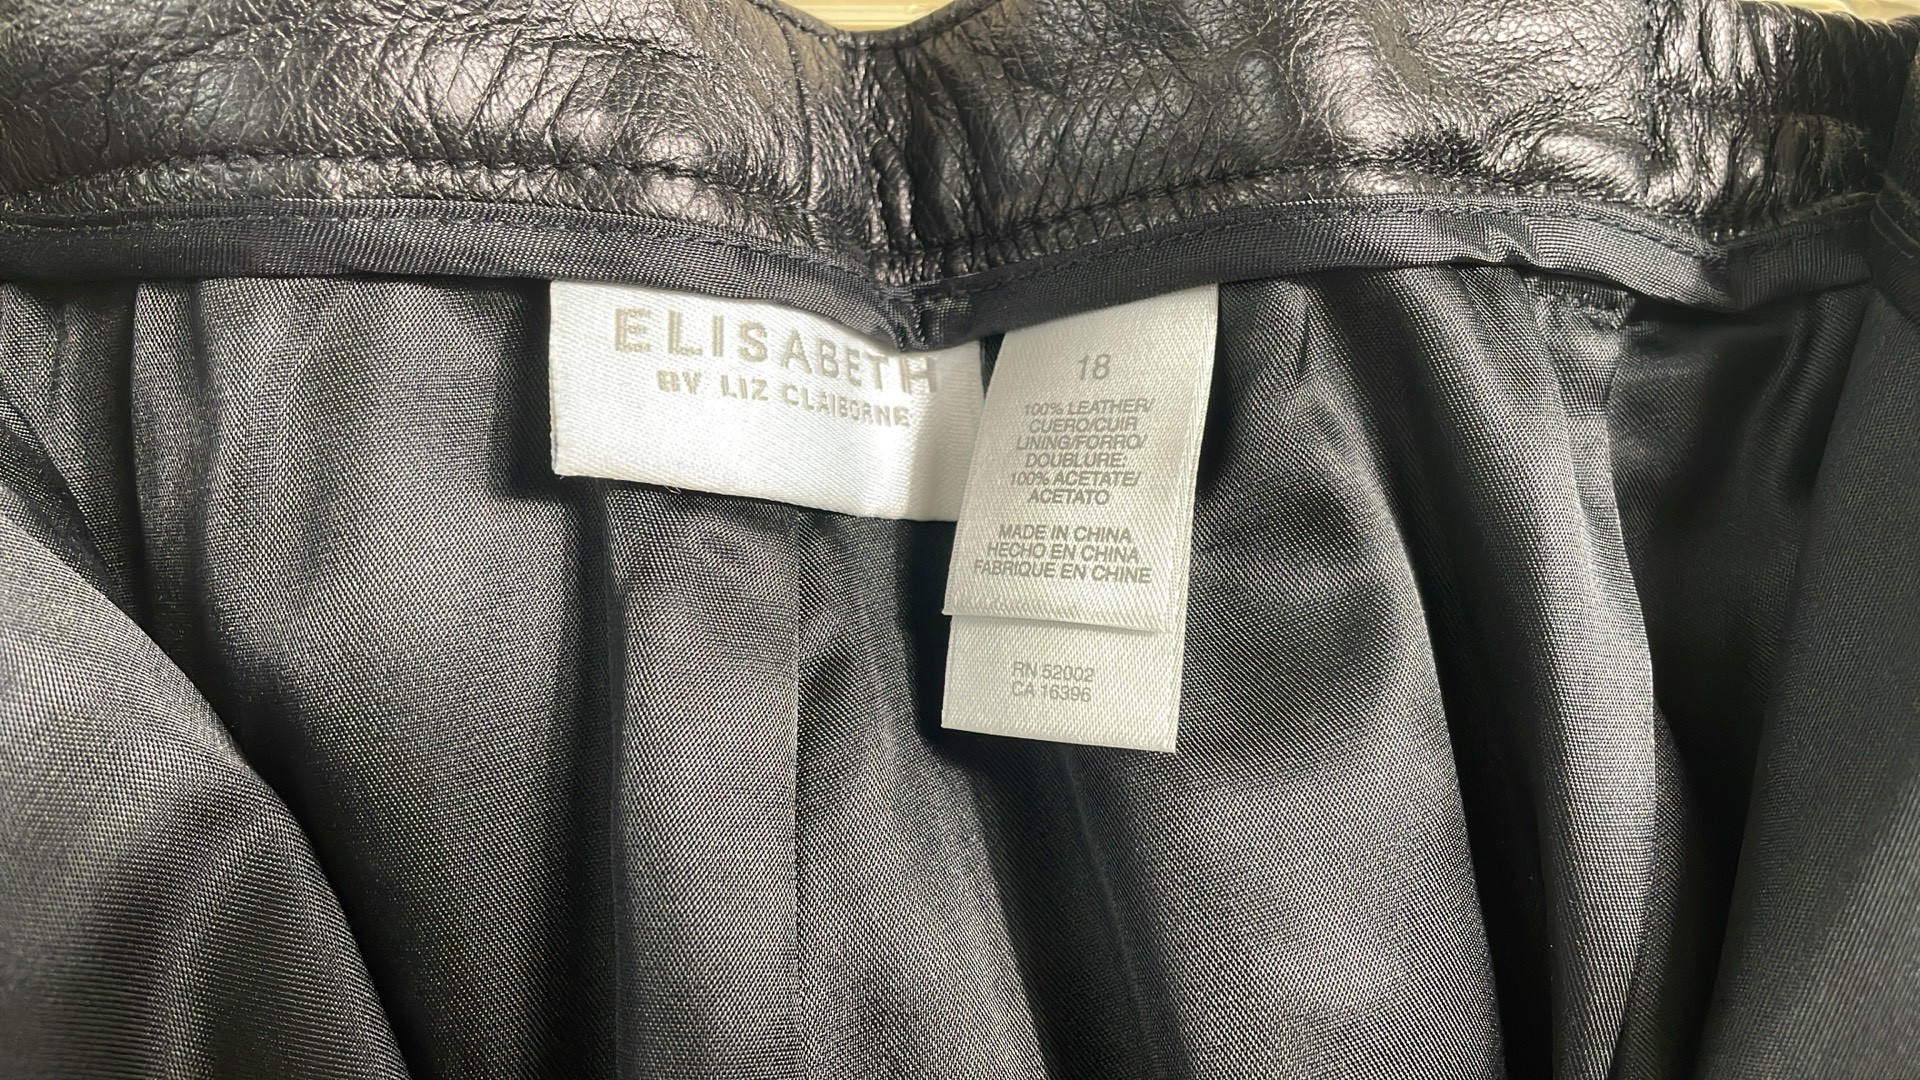 ELISABETH
BY LIZ CLAIBORNE
18
100% LEATHER/
CUERO/CUIR
LINING/FORRO/
DOUBLURE
100% ACETATE/
ACETATO
MADE IN CHINA
HECHO EN CHINA
FABRIQUE EN CHINE
RN 52002
CA 16396